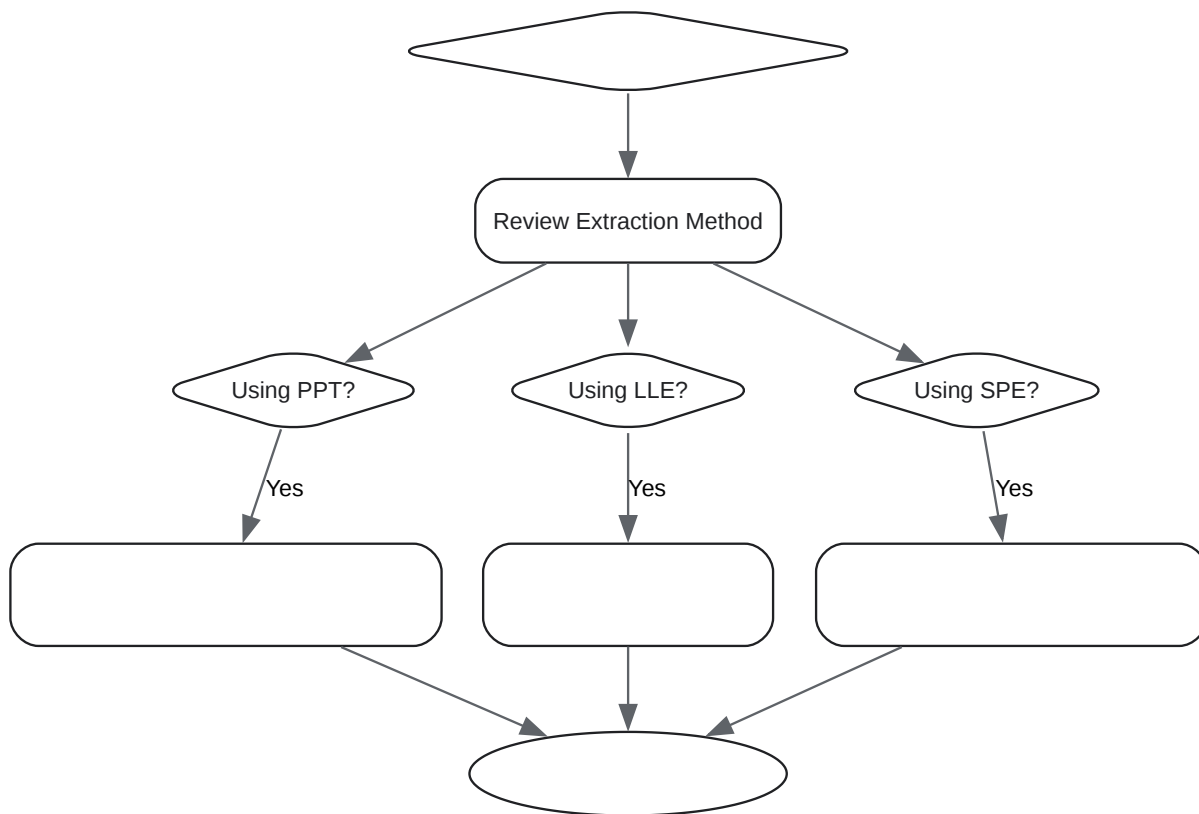 Review Extraction Method
Using PPT?
Using LLE?
Using SPE?
Yes
Yes
Yes